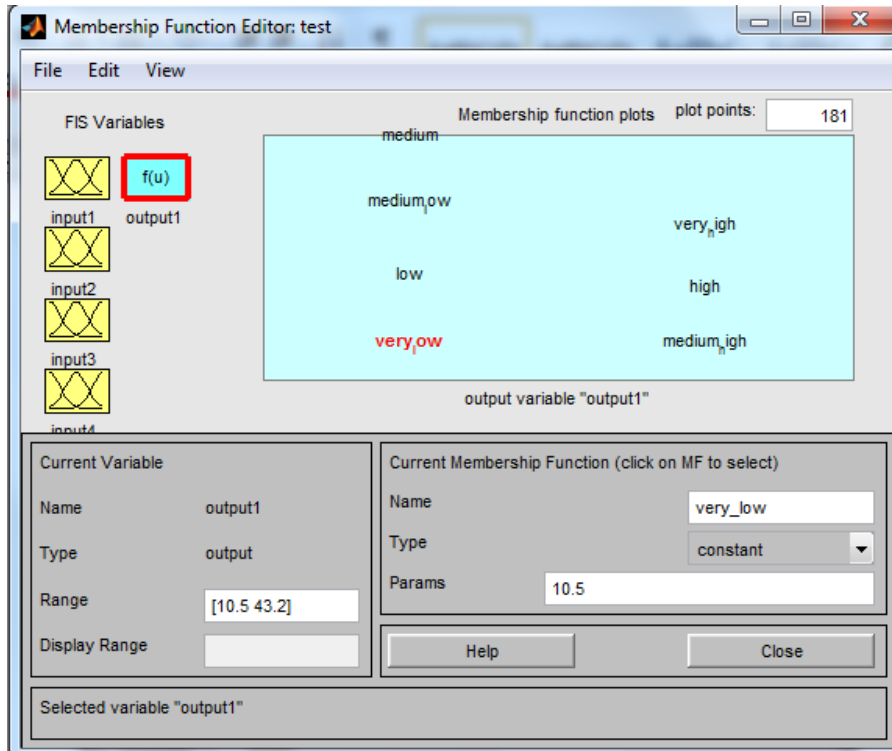 Membership Function Editor: test
File Edit View
FIS Variables
Membership function plots plot points: 181
f(u)
input1 output1
input2
input3
input4
medium
medium_low
low
very_low
very_high
high
medium_high
output variable "output1"
Current Variable
Name output1
Type output
Range [10.5 43.2]
Display Range
Current Membership Function (click on MF to select)
Name very_low
Type constant
Params 10.5
Help Close
Selected variable "output1"